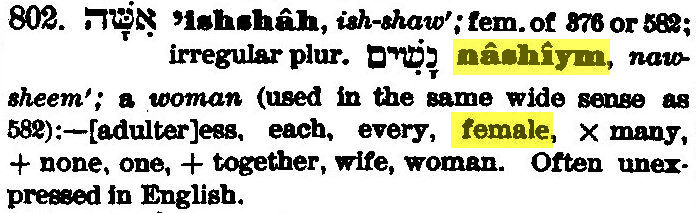 802. אִשָּׁה ʼishshâh, ish-shaw'; fem. of 376 or 582;
irregular plur. נָשִׁים nâshîym, naw-
sheem'; a woman (used in the same wide sense as
582):—[adulter]ess, each, every, female, × many,
+ none, one, + together, wife, woman. Often unex-
pressed in English.